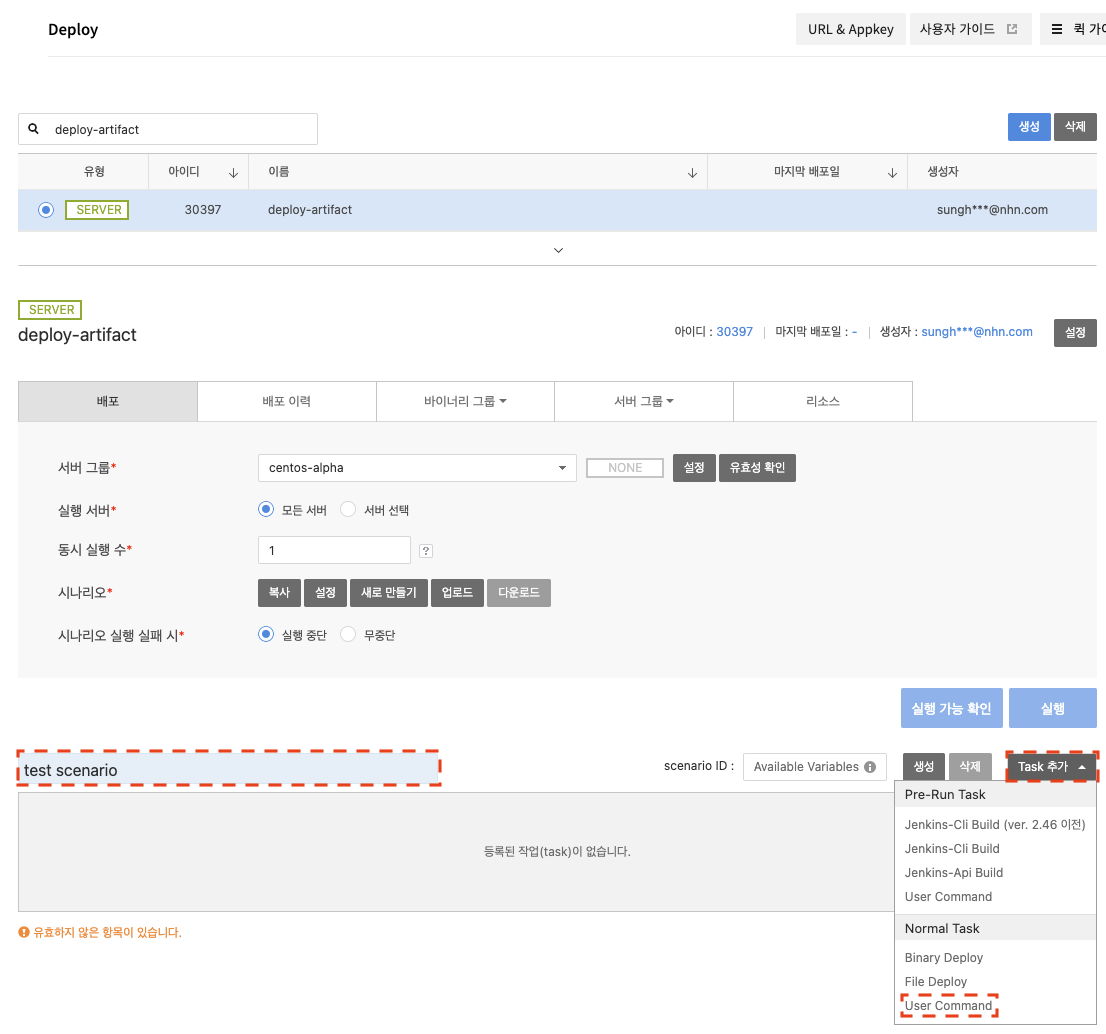 Deploy
URL & Appkey
사용자 가이드
퀵 가이
deploy-artifact
생성
삭제
유형
아이디
이름
마지막 배포일
생성자
SERVER
30397
deploy-artifact
sungh***@nhn.com
SERVER
deploy-artifact
아이디 : 30397
마지막 배포일 : -
생성자 : sungh***@nhn.com
설정
배포
배포 이력
바이너리 그룹
서버 그룹
리소스
서버 그룹*
centos-alpha
NONE
설정
유효성 확인
실행 서버*
모든 서버
서버 선택
동시 실행 수*
1
?
시나리오*
복사
설정
새로 만들기
업로드
다운로드
시나리오 실행 실패 시*
실행 중단
무중단
실행 가능 확인
실행
test scenario
scenario ID :
Available Variables
생성
삭제
Task 추가
등록된 작업(task)이 없습니다.
유효하지 않은 항목이 있습니다.
Pre-Run Task
Jenkins-Cli Build (ver. 2.46 이전)
Jenkins-Cli Build
Jenkins-Api Build
User Command
Normal Task
Binary Deploy
File Deploy
User Command